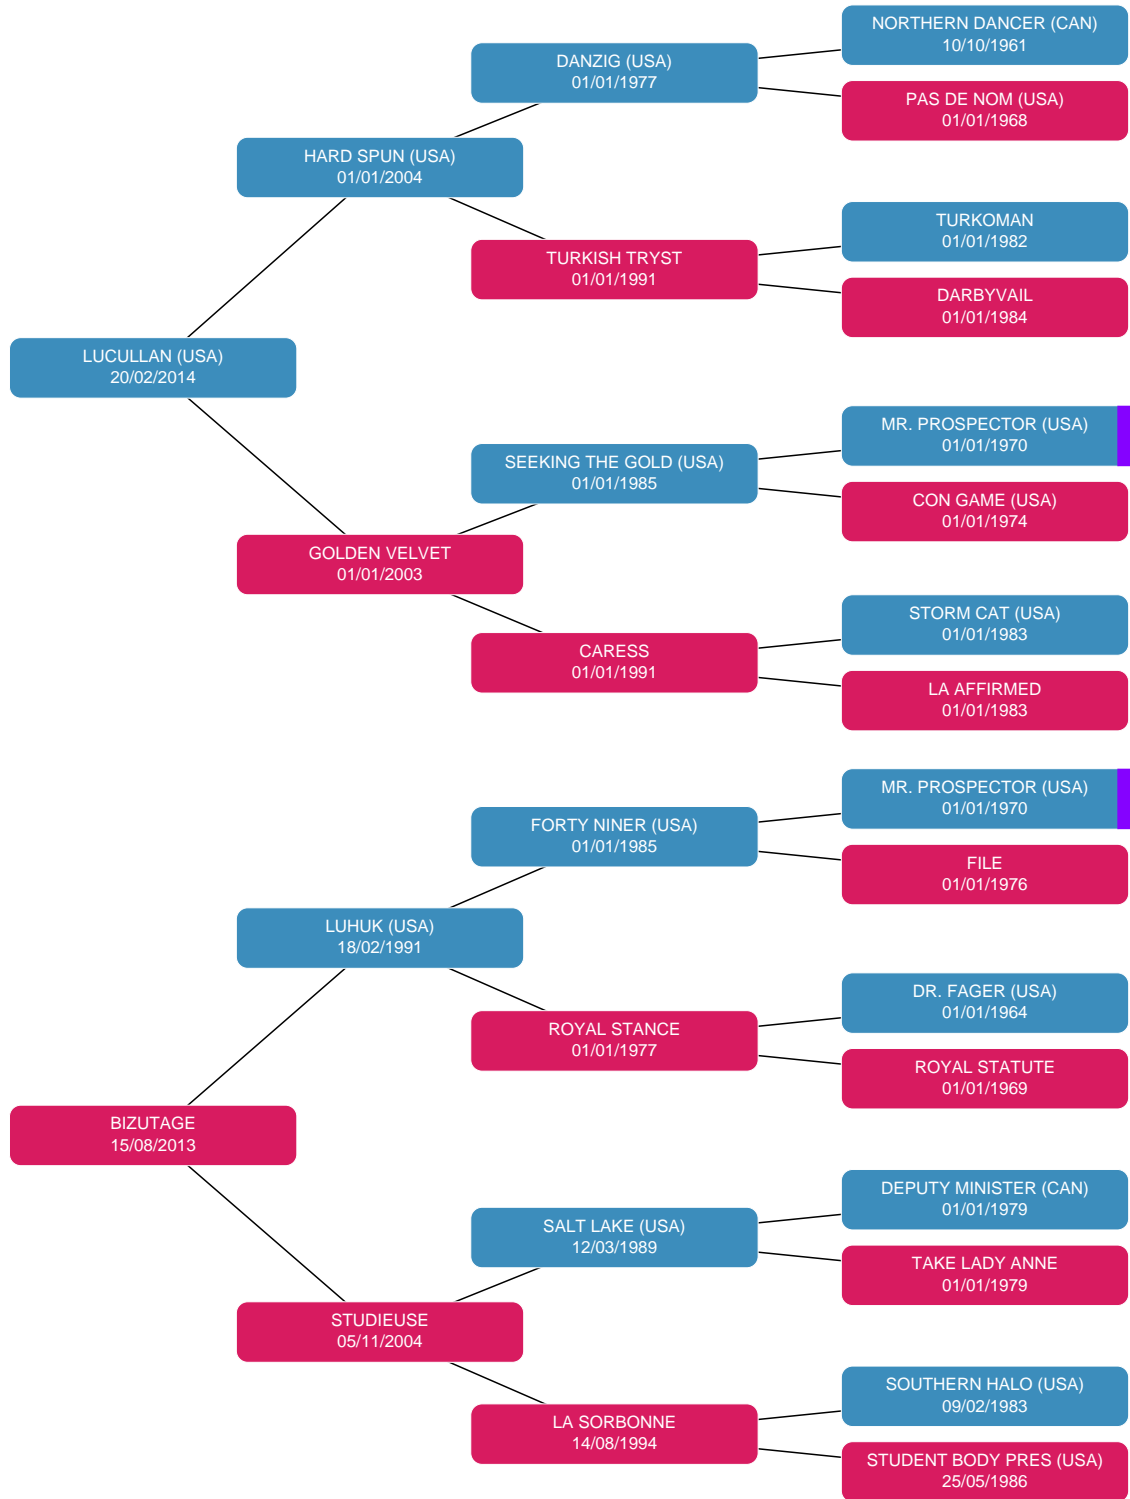 NORTHERN DANCER (CAN)
10/10/1961
DANZIG (USA)
01/01/1977
PAS DE NOM (USA)
01/01/1968
HARD SPUN (USA)
01/01/2004
TURKOMAN
01/01/1982
TURKISH TRYST
01/01/1991
DARBYVAIL
01/01/1984
LUCULLAN (USA)
20/02/2014
MR. PROSPECTOR (USA)
01/01/1970
SEEKING THE GOLD (USA)
01/01/1985
CON GAME (USA)
01/01/1974
GOLDEN VELVET
01/01/2003
STORM CAT (USA)
01/01/1983
CARESS
01/01/1991
LA AFFIRMED
01/01/1983
MR. PROSPECTOR (USA)
01/01/1970
FORTY NINER (USA)
01/01/1985
FILE
01/01/1976
LUHUK (USA)
18/02/1991
DR. FAGER (USA)
01/01/1964
ROYAL STANCE
01/01/1977
ROYAL STATUTE
01/01/1969
BIZUTAGE
15/08/2013
DEPUTY MINISTER (CAN)
01/01/1979
SALT LAKE (USA)
12/03/1989
TAKE LADY ANNE
01/01/1979
STUDIEUSE
05/11/2004
SOUTHERN HALO (USA)
09/02/1983
LA SORBONNE
14/08/1994
STUDENT BODY PRES (USA)
25/05/1986